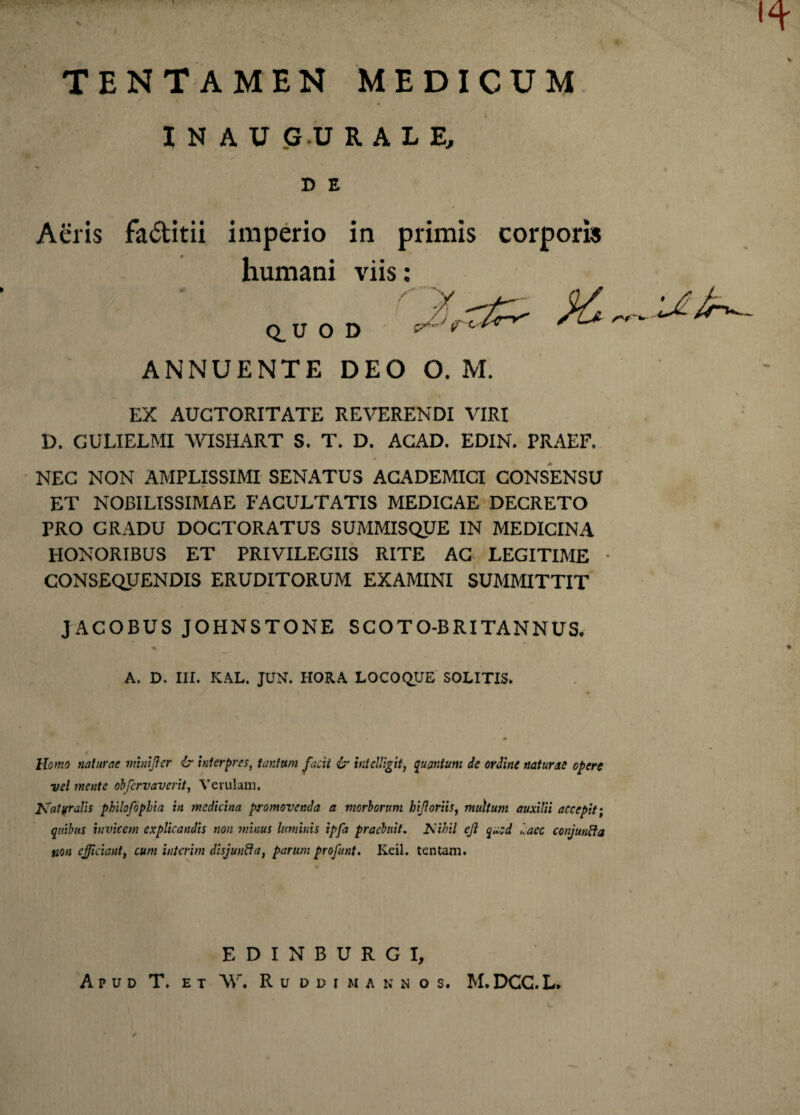 14
TENTAMEN MEDICUM
INAUGURALE,
DE
Aëris factitii imperio in primis corporis
humani viis:
QUOD
ANNUENTE DEO O. M.
EX AUCTORITATE REVERENDI VIRI
D. GULIELMI WISHART S. T. D. ACAD. EDIN. PRAEF.
NEC NON AMPLISSIMI SENATUS ACADEMICI CONSENSU
ET NOBILISSIMAE FACULTATIS MEDICAE DECRETO
PRO GRADU DOCTORATUS SUMMISQUE IN MEDICINA
HONORIBUS ET PRIVILEGIIS RITE AC LEGITIME
CONSEQUENDIS ERUDITORUM EXAMINI SUMMITTIT
JACOBUS JOHNSTONE SCOTO-BRITANNUS.
A. D. III. KAL. JUN. HORA LOCOQUE SOLITIS.
Homo naturae miniſter & interpres, tantum facit & intelligit, quantum de ordine naturae opere
vel mente obſervaverit, Verulam.
Naturalis philoſophia in medicina promovenda a morborum hiſtoriis, multum auxilii accepit;
quibus invicem explicandis non minus luminis ipſa praebuit. Nihil eſt quod haec conjuncta
non efficiant, cum interim disjuncta, parum proſunt. Keil. tentam.
EDINBURGI,
APUD T. ET W. RUDDIMANNOS. M.DCC.L.